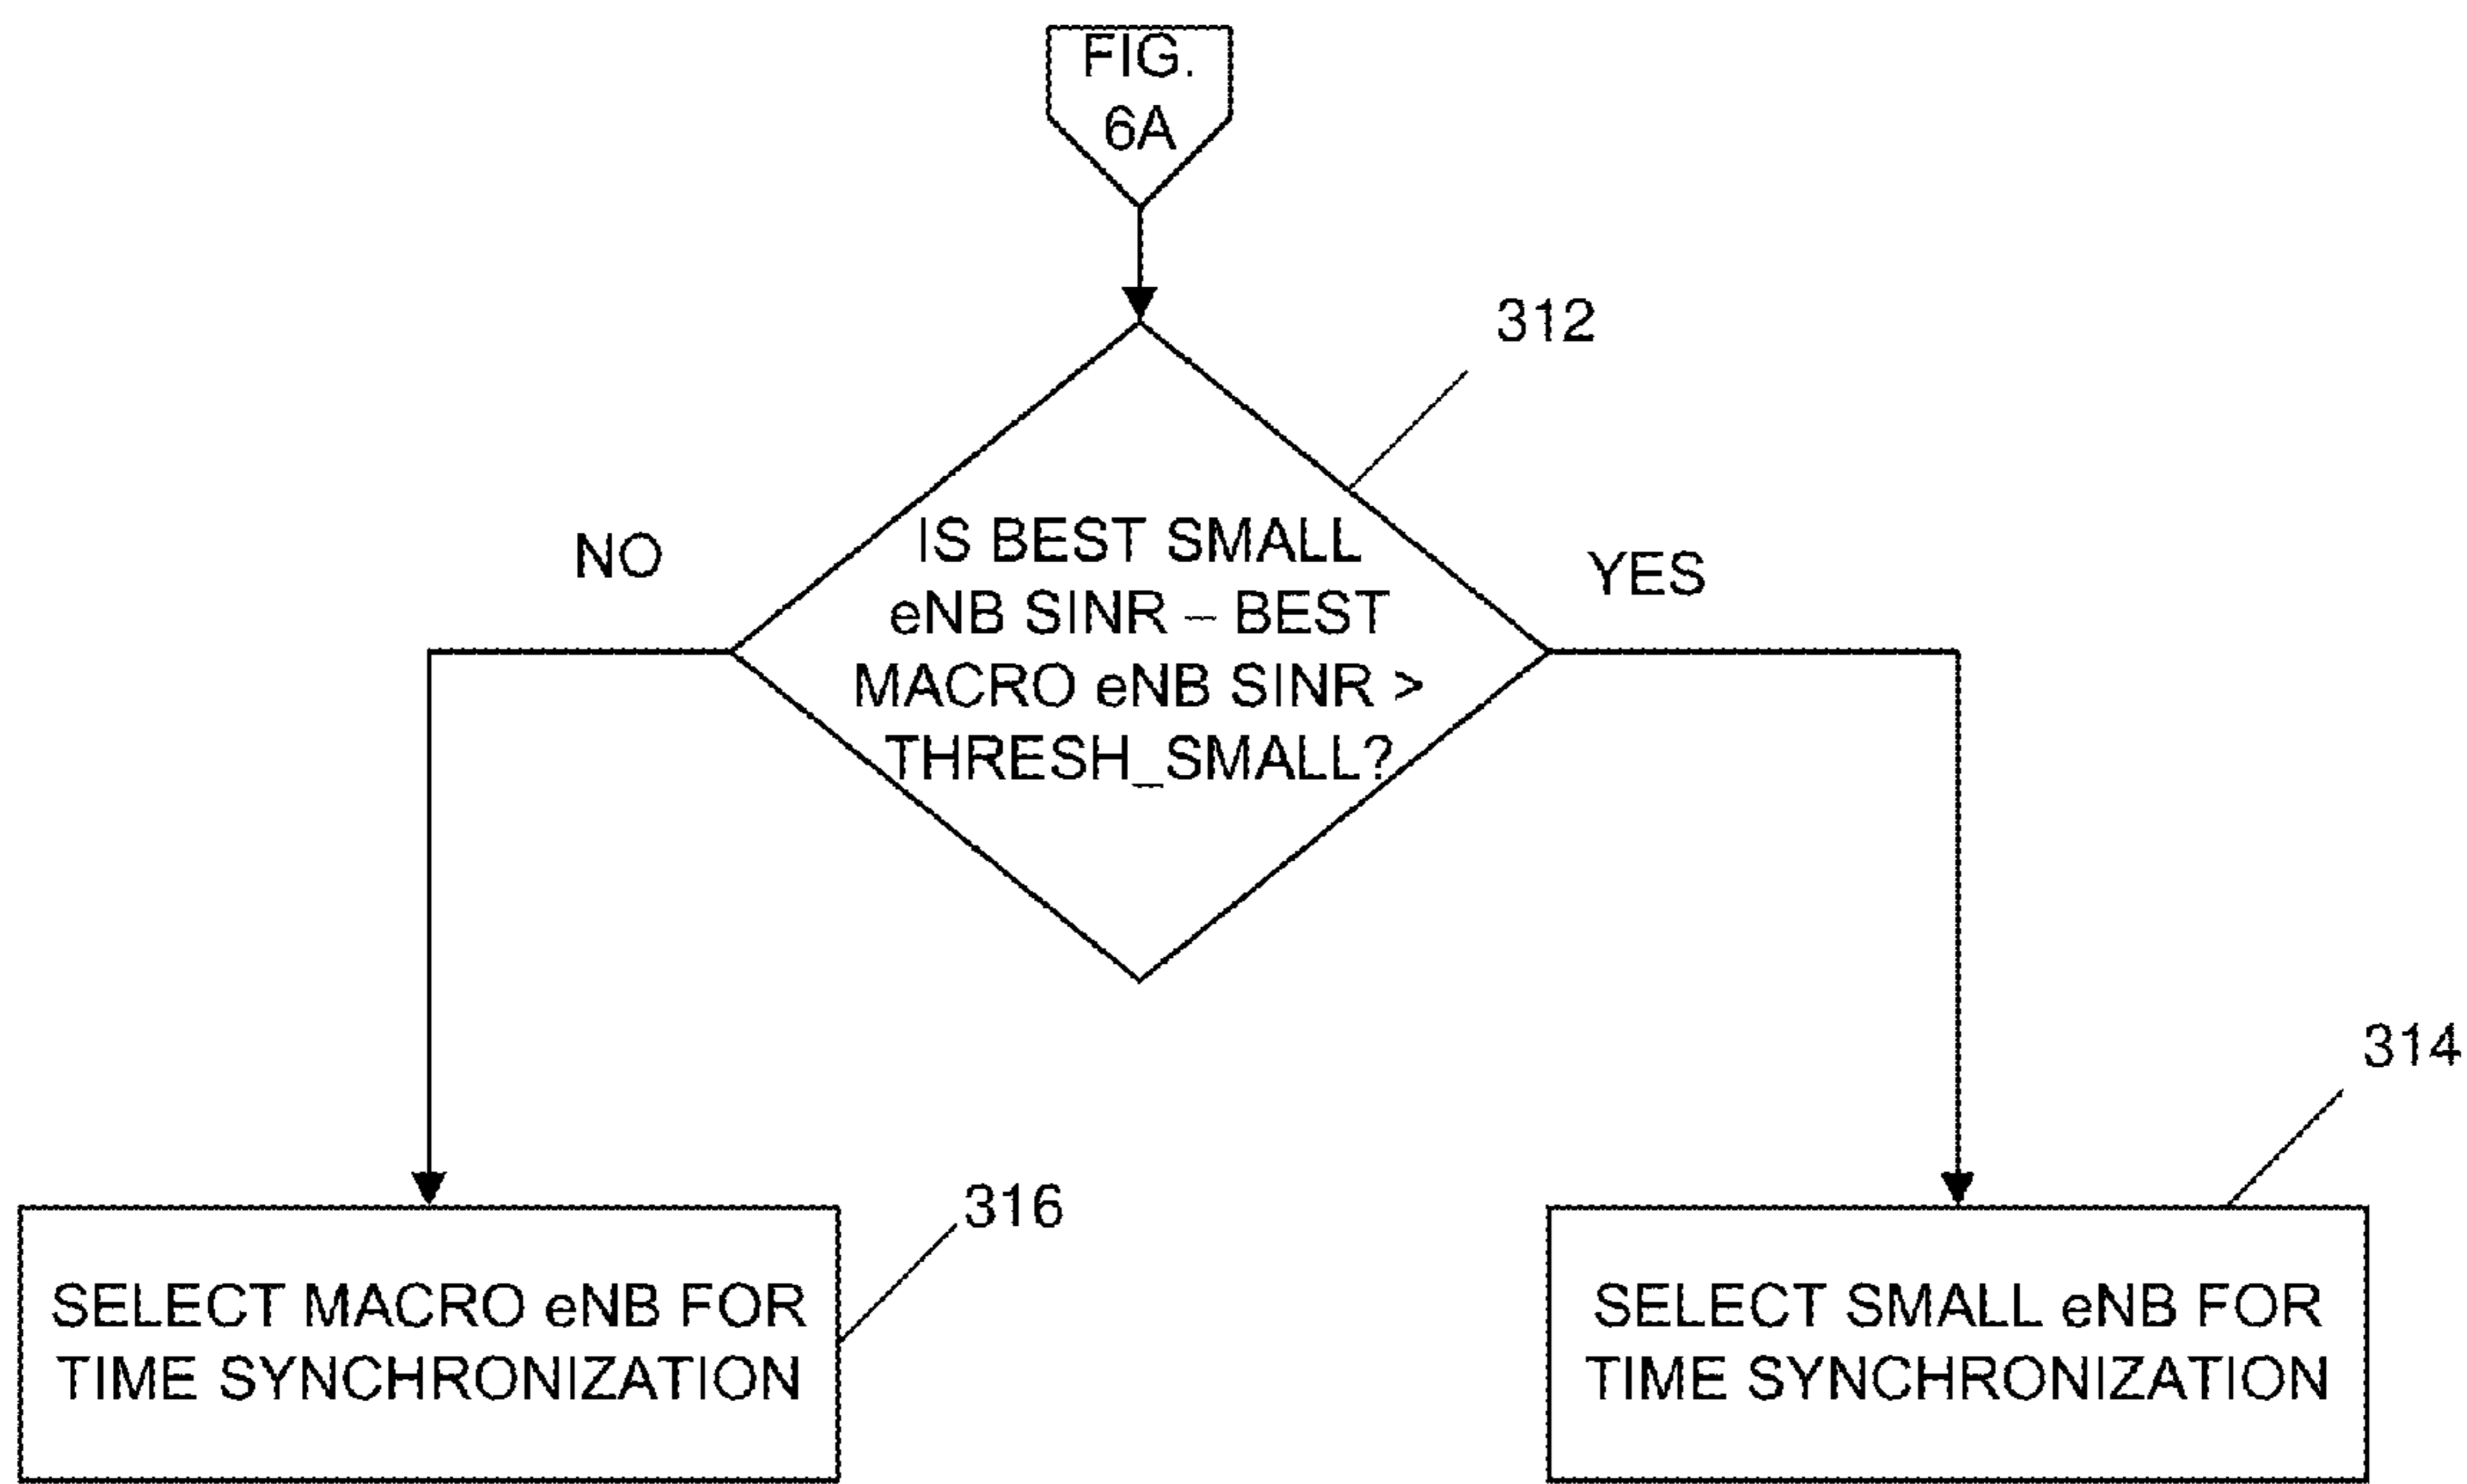 FIG.
6A
312
IS BEST SMALL
eNB SINR – BEST
MACRO eNB SINR >
THRESH_SMALL?
NO
YES
314
316
SELECT MACRO eNB FOR
TIME SYNCHRONIZATION
SELECT SMALL eNB FOR
TIME SYNCHRONIZATION